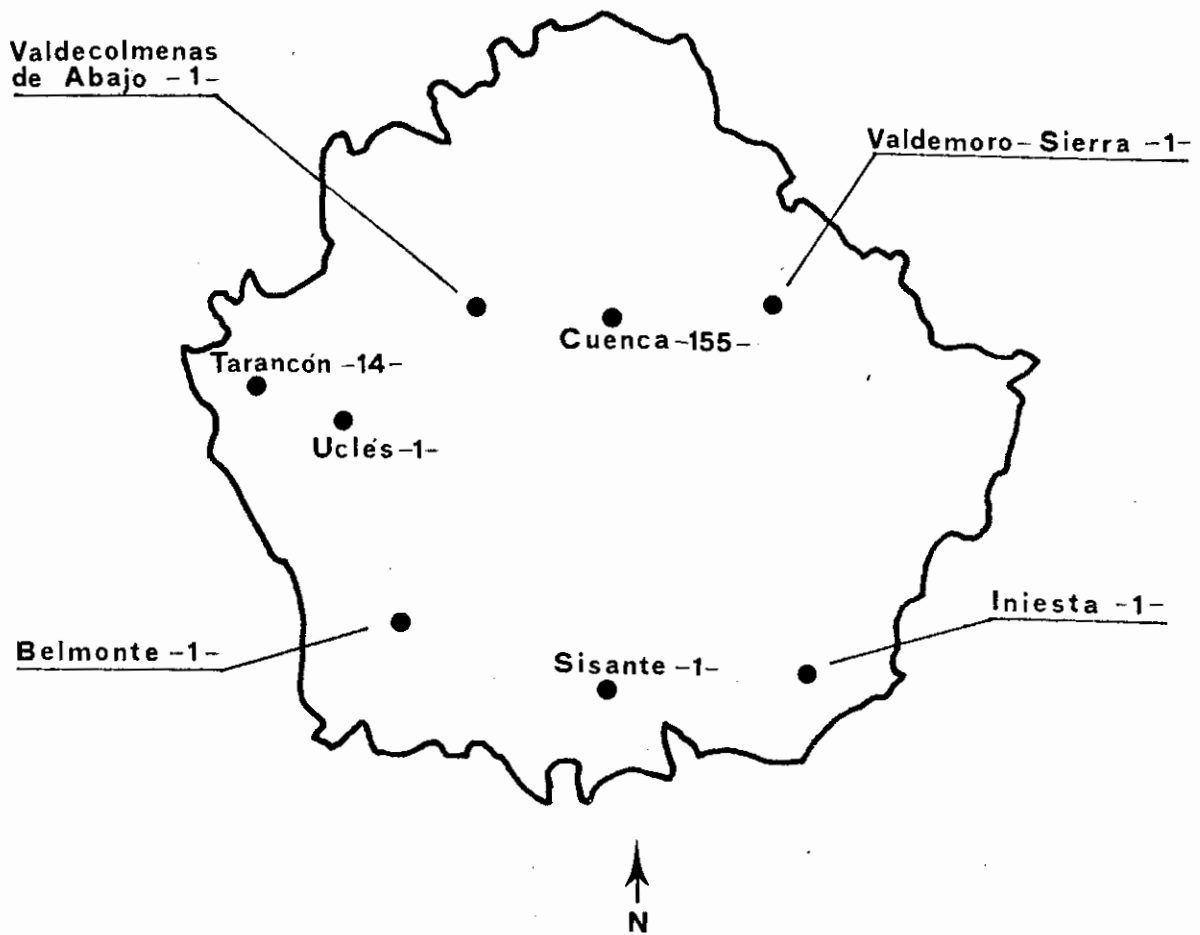 Valdecolmenas
de Abajo -1-
Valdemoro-Sierra -1-
Cuenca-155-
Tarancón -14-
Uclés-1-
Iniesta -1-
Belmonte -1-
Sisante -1-
N